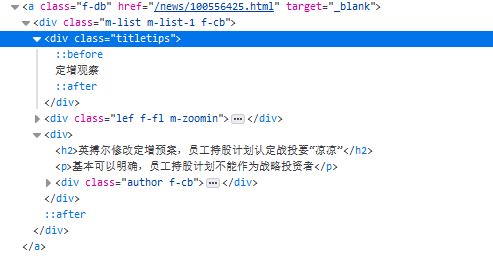 <a class="f-db" href="/news/100556425.html" target="_blank">
<div class="m-list m-list-1 f-cb">
<div class="titletips">
::before
定增观察
::after
</div>
<div class="lef f-fl m-zoomin">…</div>
<div>
<h2>英搏尔修改定增预案，员工持股计划认定战投要“凉凉”</h2>
<p>基本可以明确，员工持股计划不能作为战略投资者</p>
<div class="author f-cb">…</div>
</div>
::after
</div>
</a>